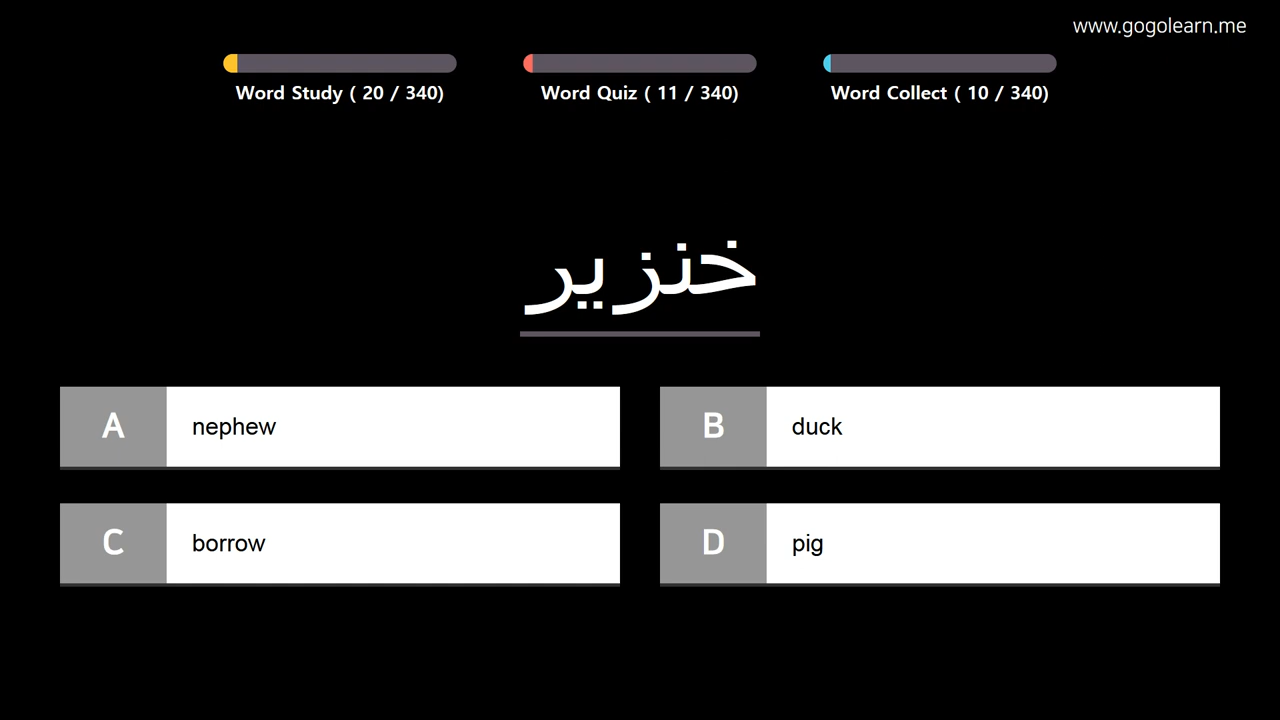 www.gogolearn.me
Word Study ( 20 / 340)
Word Quiz ( 11 / 340)
Word Collect ( 10 / 340)
خنزير
A nephew
B duck
C borrow
D pig